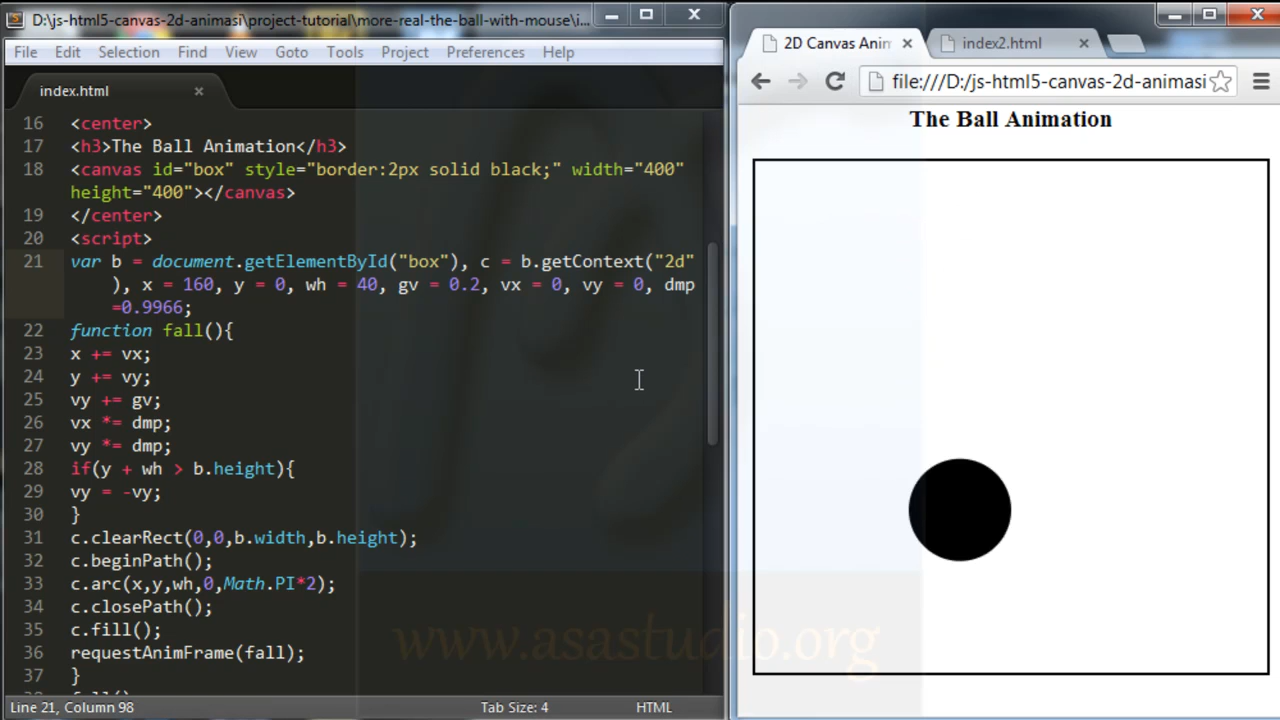 D:\js-html5-canvas-2d-animasi\project-tutorial\more-real-the-ball-with-mouse\i...
File Edit Selection Find View Goto Tools Project Preferences Help
index.html
16 <center>
17 <h3>The Ball Animation</h3>
18 <canvas id="box" style="border:2px solid black;" width="400"
height="400"></canvas>
19 </center>
20 <script>
21 var b = document.getElementById("box"), c = b.getContext("2d"
), x = 160, y = 0, wh = 40, gv = 0.2, vx = 0, vy = 0, dmp
=0.9966;
22 function fall(){
23 x += vx;
24 y += vy;
25 vy += gv;
26 vx *= dmp;
27 vy *= dmp;
28 if(y + wh > b.height){
29 vy = -vy;
30 }
31 c.clearRect(0,0,b.width,b.height);
32 c.beginPath();
33 c.arc(x,y,wh,0,Math.PI*2);
34 c.closePath();
35 c.fill();
36 requestAnimFrame(fall);
37 }
Line 21, Column 98 Tab Size: 4 HTML
2D Canvas Anim index2.html
file:///D:/js-html5-canvas-2d-animasi
The Ball Animation
www.asastudio.org